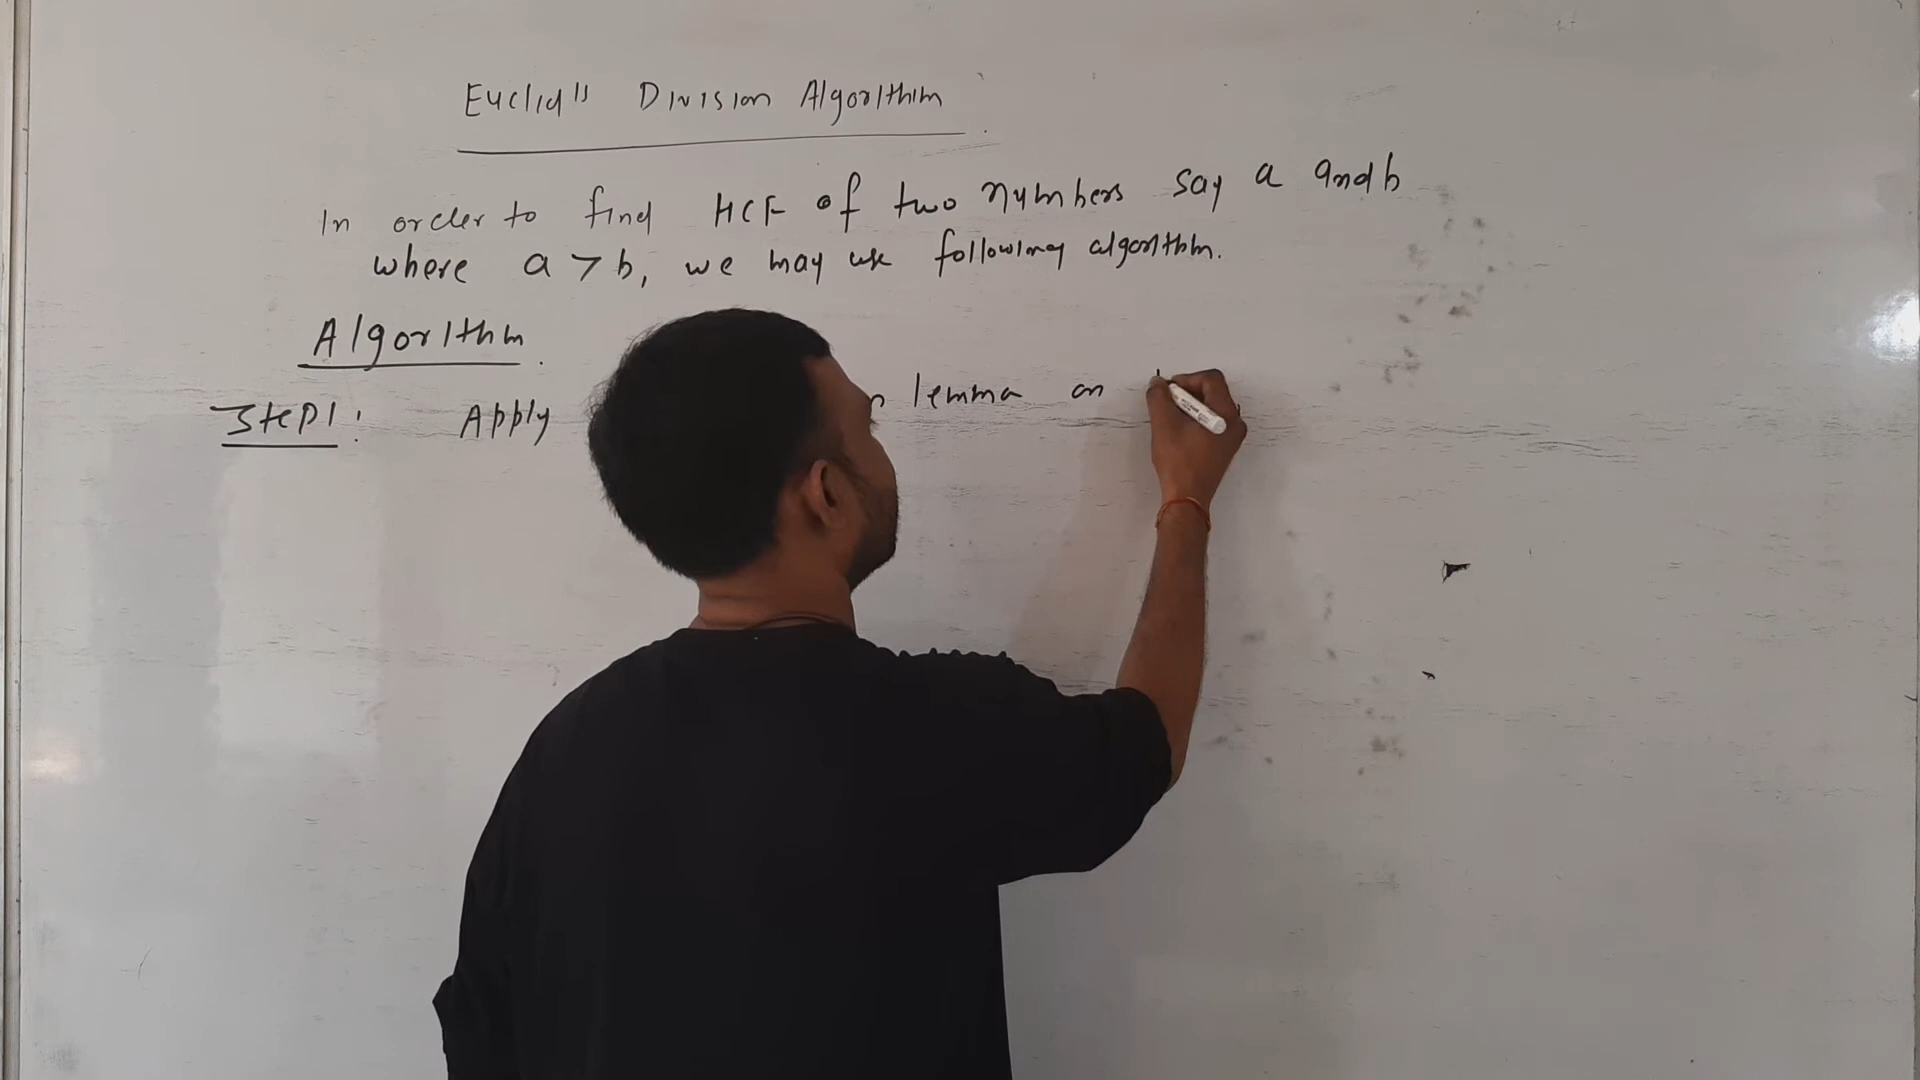 Euclid's Division Algorithm
In order to find HCF of two numbers say a and b
where a > b, we may use following algorithm.
Algorithm
Step1: Apply lemma on